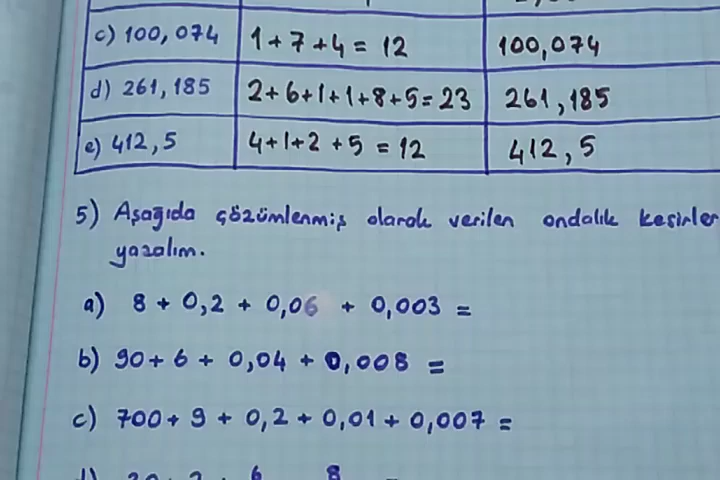 c) 100,074 1+7+4 = 12 100,074
d) 261,185 2+6+1+1+8+5=23 261,185
e) 412,5 4+1+2+5 = 12 412,5
5) Aşağıda çözümlenmiş olarak verilen ondalık kesirler
yazalım.
a) 8 + 0,2 + 0,06 + 0,003 =
b) 90+ 6 + 0,04 + 0,008 =
c) 700+ 9 + 0,2 + 0,01 + 0,007 =